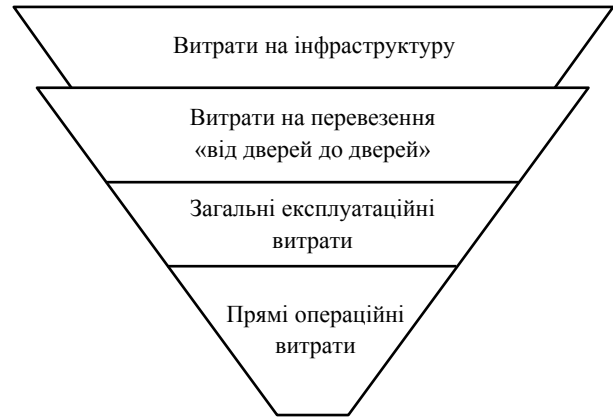 Витрати на інфраструктуру
Витрати на перевезення
«від дверей до дверей»
Загальні експлуатаційні
витрати
Прямі операційні
витрати